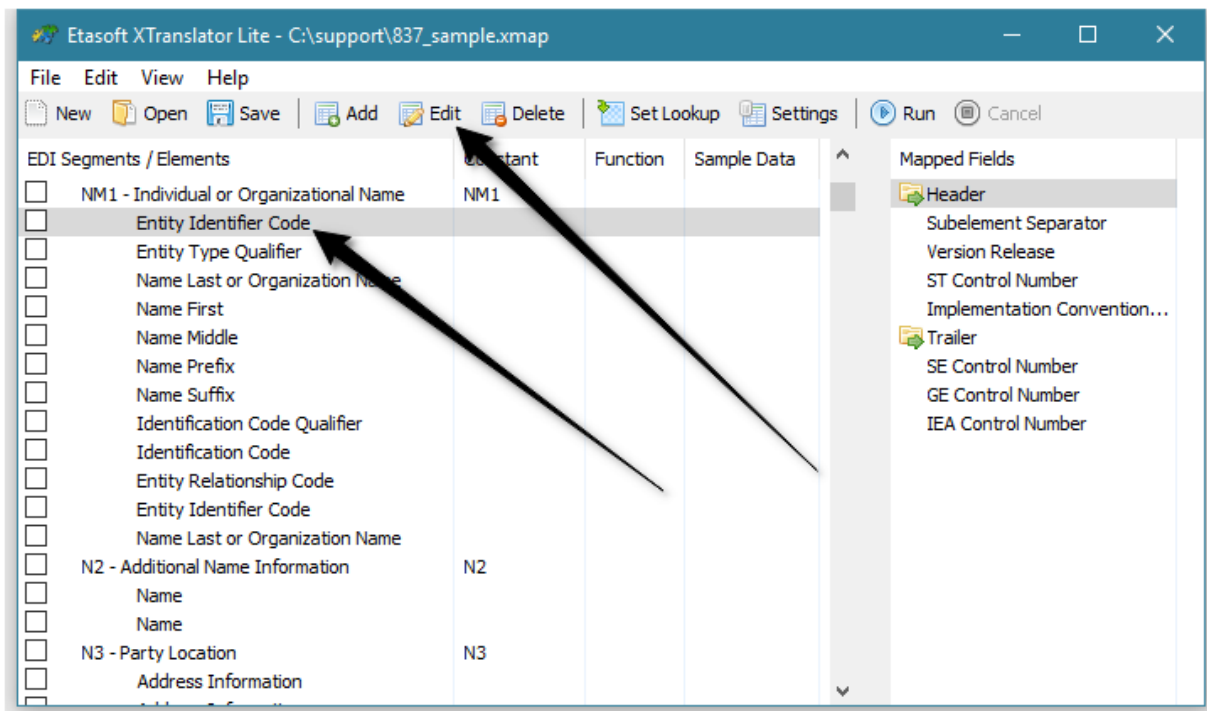 Etasoft XTranslator Lite - C:\support\837_sample.xmap
File Edit View Help
New Open Save Add Edit Delete Set Lookup Settings Run Cancel
EDI Segments / Elements Constant Function Sample Data Mapped Fields
NM1 - Individual or Organizational Name NM1 Header
Entity Identifier Code Subelement Separator
Entity Type Qualifier Version Release
Name Last or Organization Name ST Control Number
Name First Implementation Convention...
Name Middle Trailer
Name Prefix SE Control Number
Name Suffix GE Control Number
Identification Code Qualifier IEA Control Number
Identification Code
Entity Relationship Code
Entity Identifier Code
Name Last or Organization Name
N2 - Additional Name Information N2
Name
Name
N3 - Party Location N3
Address Information